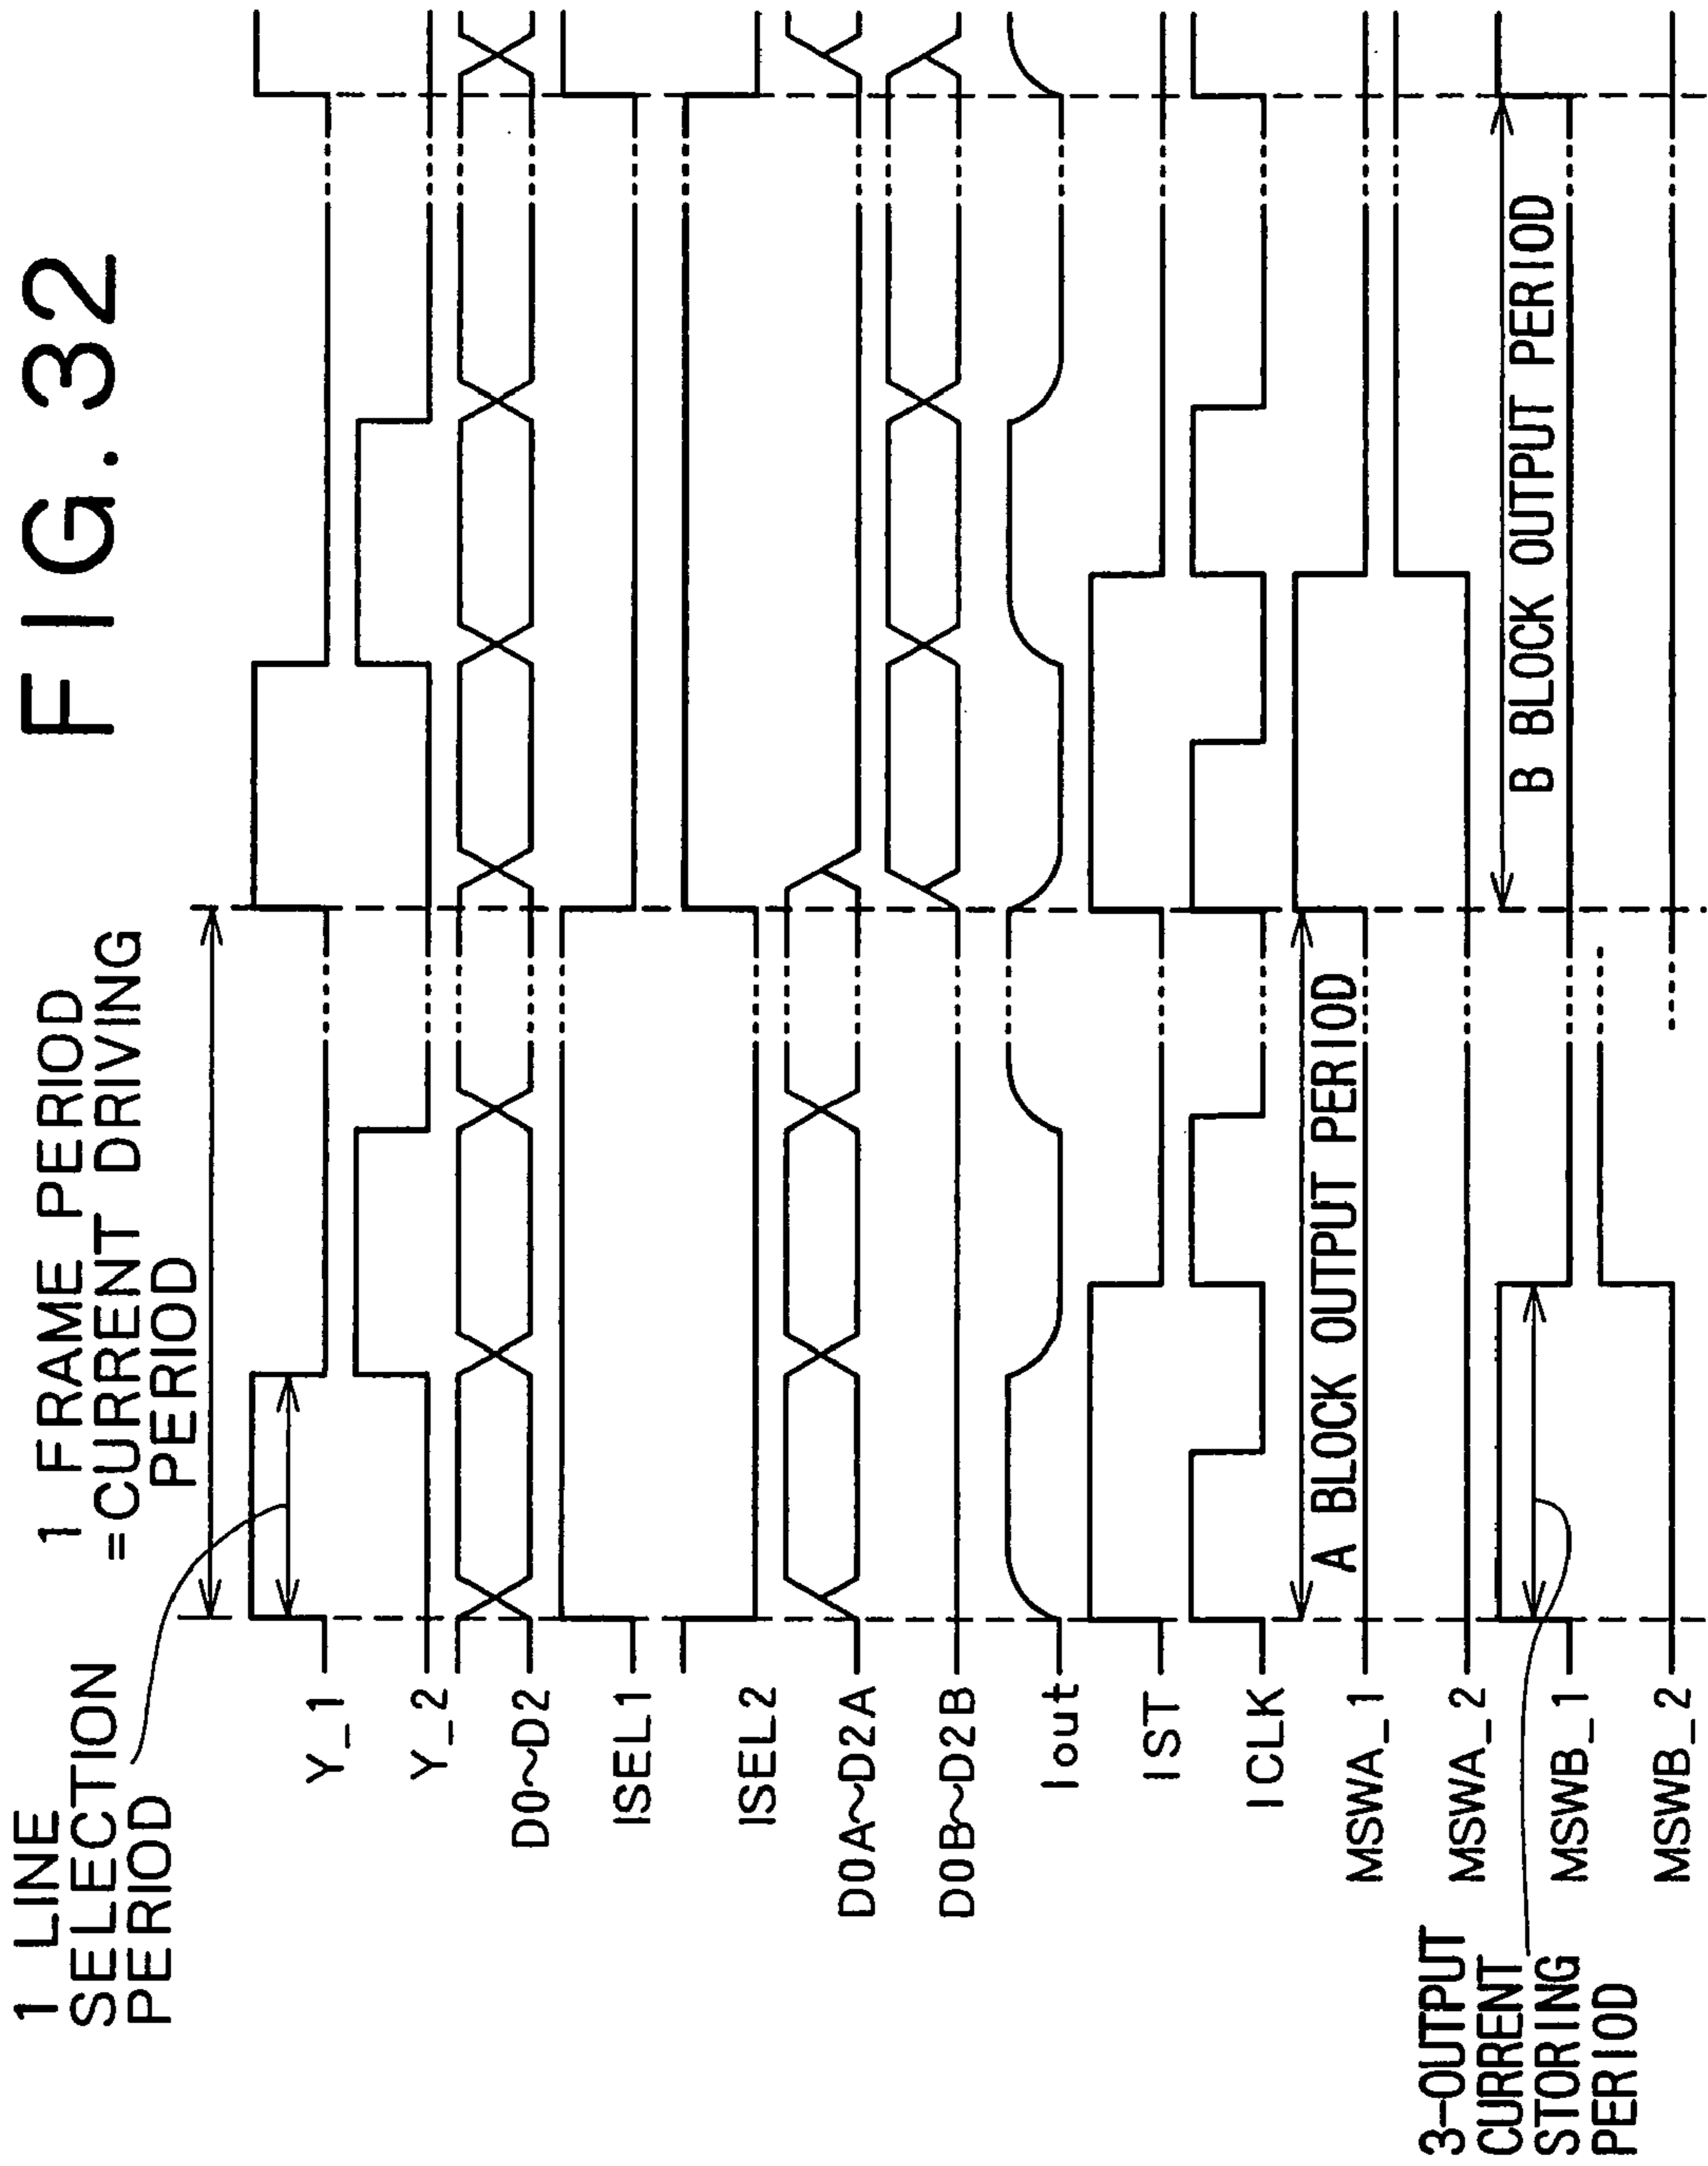 FIG. 32
1 FRAME PERIOD
=CURRENT DRIVING
PERIOD
1 LINE
SELECTION
PERIOD
Y_1
Y_2
D0~D2
ISEL1
ISEL2
D0A~D2A
D0B~D2B
Iout
IST
ICLK
A BLOCK OUTPUT PERIOD
MSWA_1
MSWA_2
B BLOCK OUTPUT PERIOD
MSWB_1
MSWB_2
3-OUTPUT
CURRENT
STORING
PERIOD